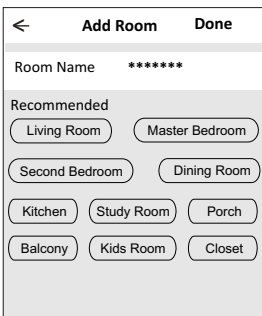 ← Add Room Done
Room Name *******
Recommended
Living Room Master Bedroom
Second Bedroom Dining Room
Kitchen Study Room Porch
Balcony Kids Room Closet